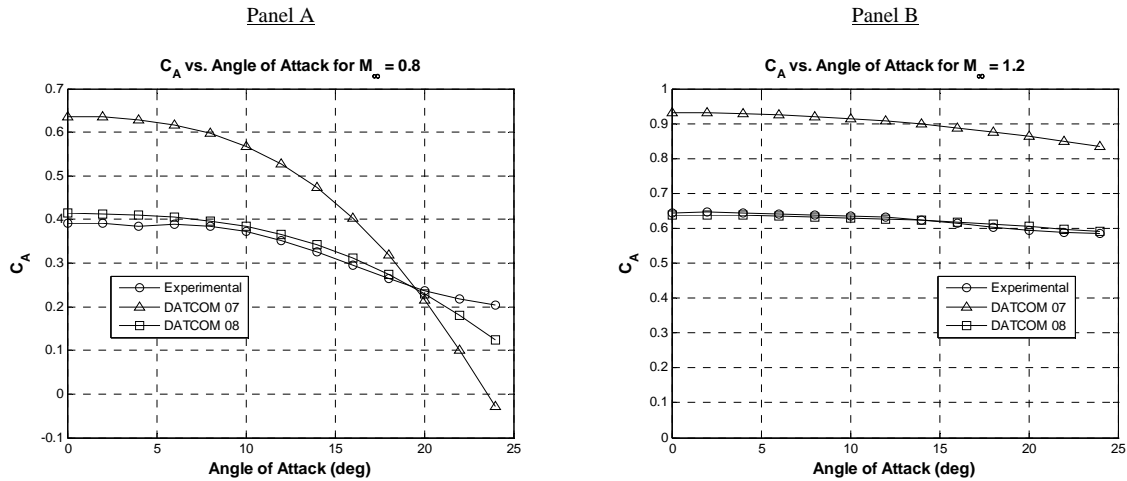 Panel A
C_A vs. Angle of Attack for M_∞ = 0.8
0.7
0.6
0.5
0.4
0.3
0.2
0.1
0
-0.1
C_A
Experimental
DATCOM 07
DATCOM 08
0 5 10 15 20 25
Angle of Attack (deg)
Panel B
C_A vs. Angle of Attack for M_∞ = 1.2
1
0.9
0.8
0.7
0.6
0.5
0.4
0.3
0.2
0.1
0
C_A
Experimental
DATCOM 07
DATCOM 08
0 5 10 15 20 25
Angle of Attack (deg)